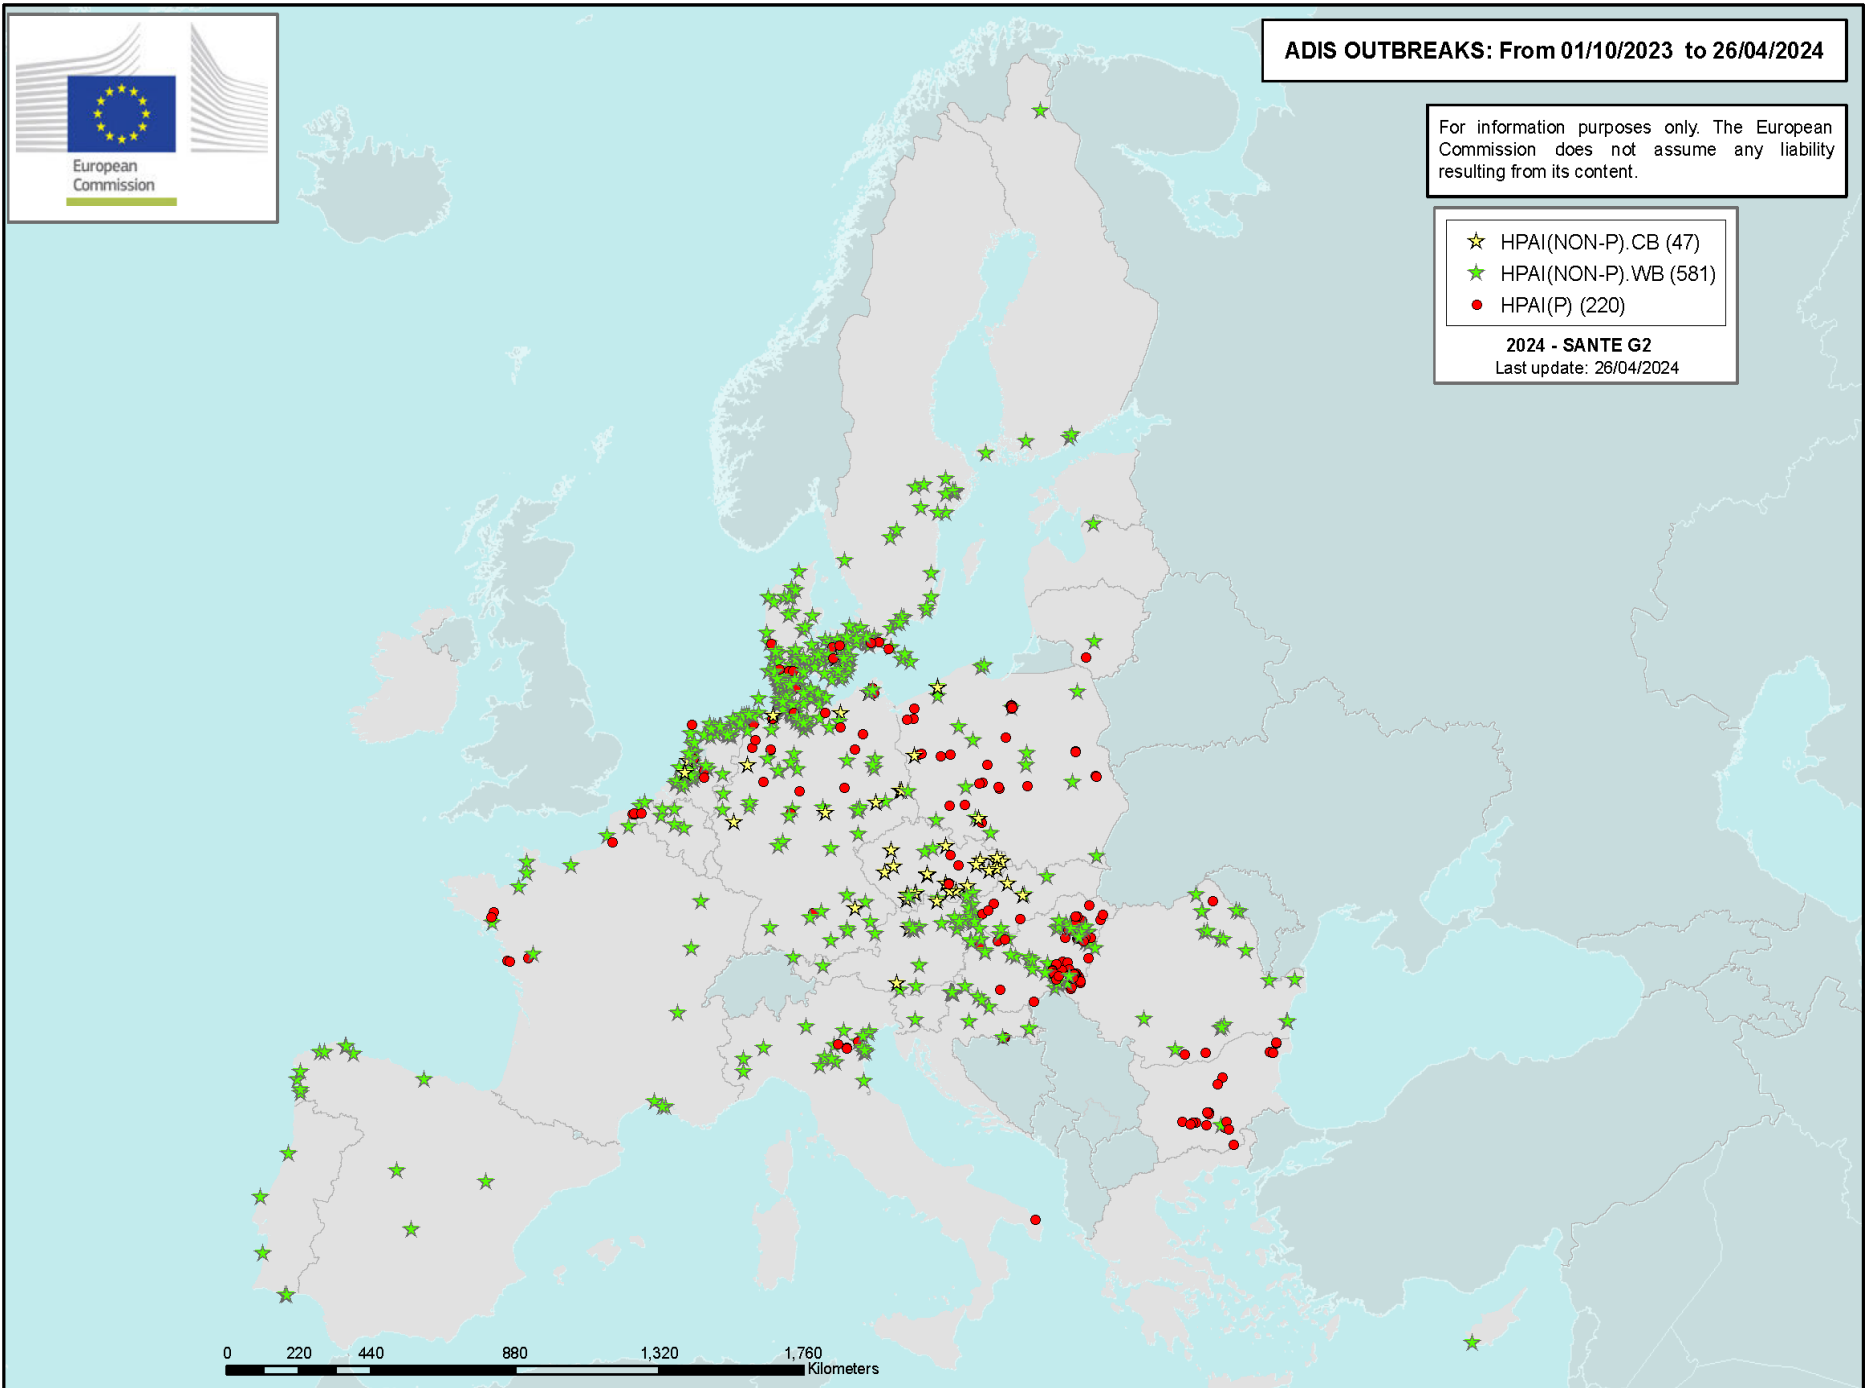 European
Commission
ADIS OUTBREAKS: From 01/10/2023 to 26/04/2024
For information purposes only. The European
Commission does not assume any liability
resulting from its content.
HPAI(NON-P).CB (47)
HPAI(NON-P).WB (581)
HPAI(P) (220)
2024 - SANTE G2
Last update: 26/04/2024
0 220 440 880 1,320 1,760
Kilometers